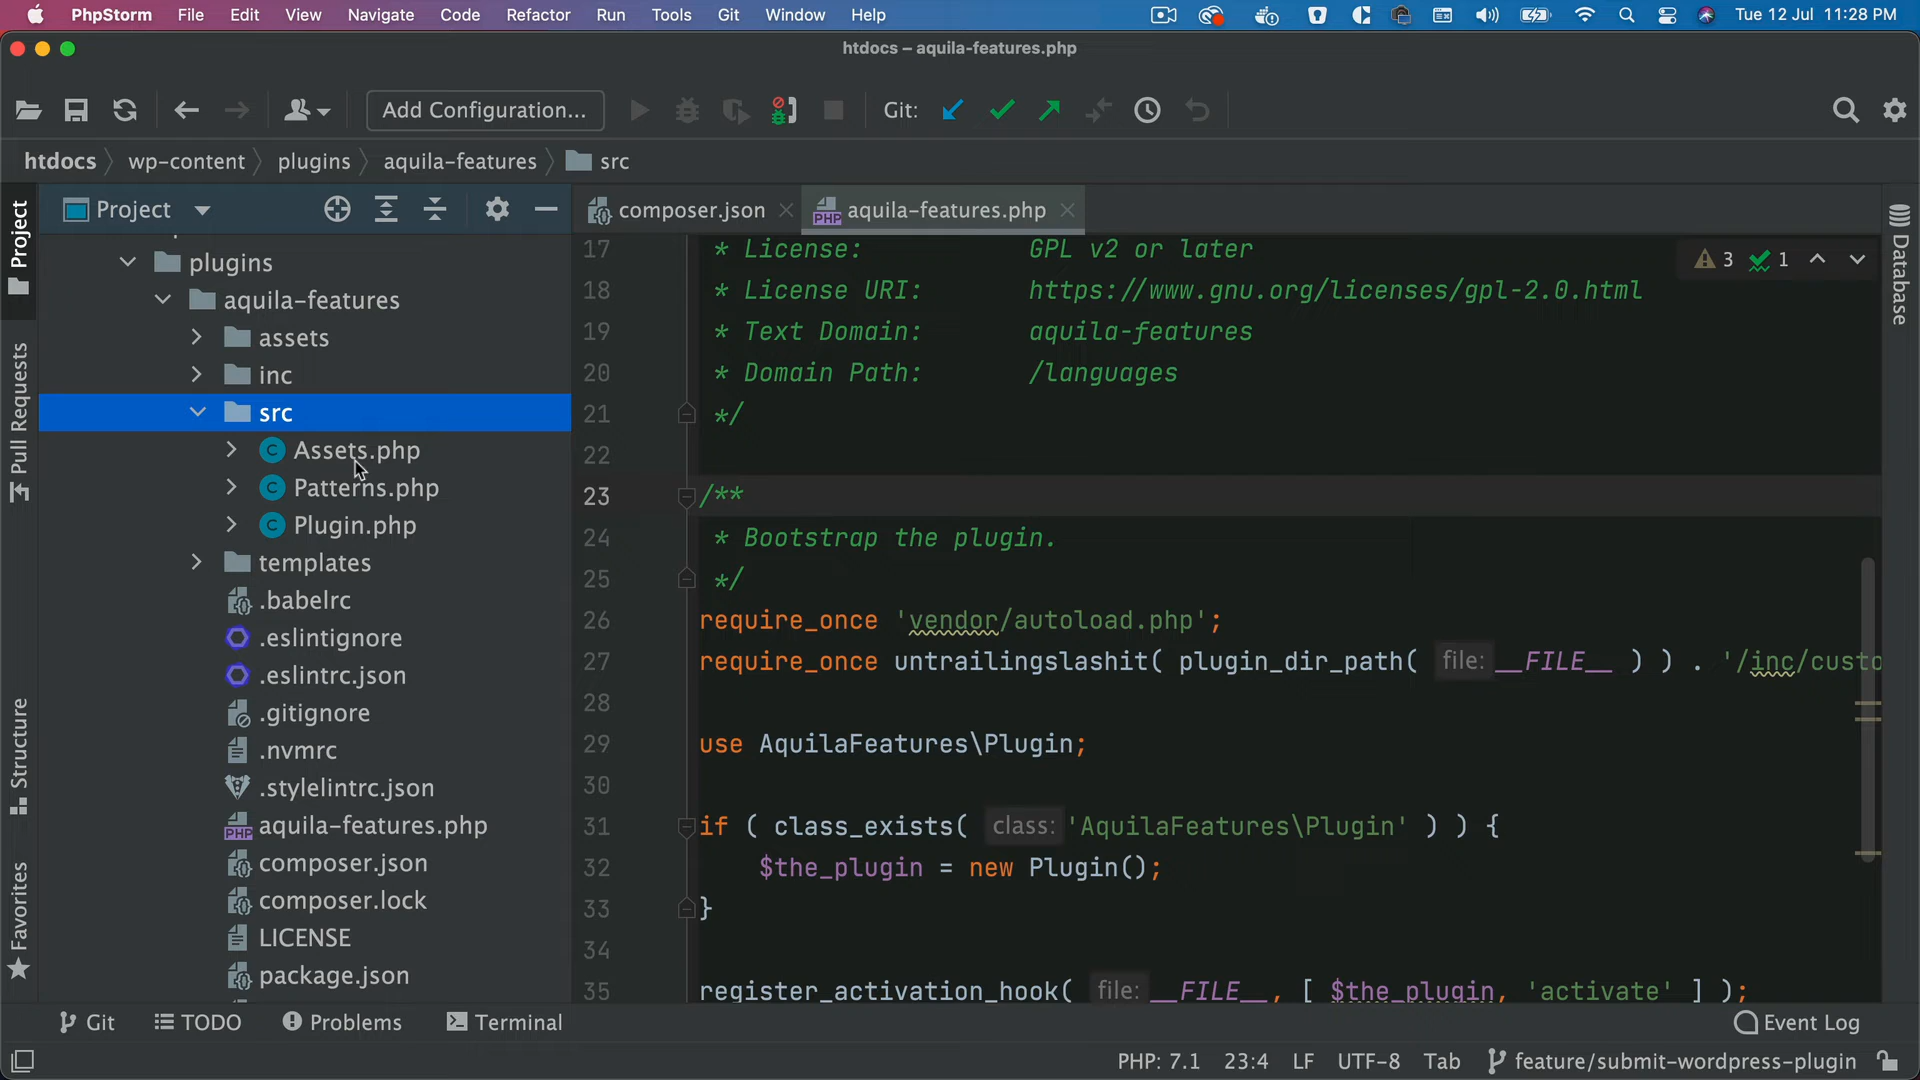 PhpStorm File Edit View Navigate Code Refactor Run Tools Git Window Help Tue 12 Jul 11:28 PM
htdocs – aquila-features.php
Add Configuration... Git:
htdocs wp-content plugins aquila-features src
Project
composer.json
PHP aquila-features.php
Project
Pull Requests
Structure
Favorites
Database
plugins
aquila-features
assets
inc
src
C Assets.php
C Patterns.php
C Plugin.php
templates
.babelrc
.eslintignore
.eslintrc.json
.gitignore
.nvmrc
.stylelintrc.json
PHP aquila-features.php
composer.json
composer.lock
LICENSE
package.json
3 1
17 * License: GPL v2 or later
18 * License URI: https://www.gnu.org/licenses/gpl-2.0.html
19 * Text Domain: aquila-features
20 * Domain Path: /languages
21 */
22
23 /**
24 * Bootstrap the plugin.
25 */
26 require_once 'vendor/autoload.php';
27 require_once untrailingslashit( plugin_dir_path( file: __FILE__ ) ) . '/inc/custo
28
29 use AquilaFeatures\Plugin;
30
31 if ( class_exists( class: 'AquilaFeatures\Plugin' ) ) {
32 $the_plugin = new Plugin();
33 }
34
35 register_activation_hook( file: __FILE__, [ $the_plugin, 'activate' ] );
Git TODO Problems Terminal Event Log
PHP: 7.1 23:4 LF UTF-8 Tab feature/submit-wordpress-plugin